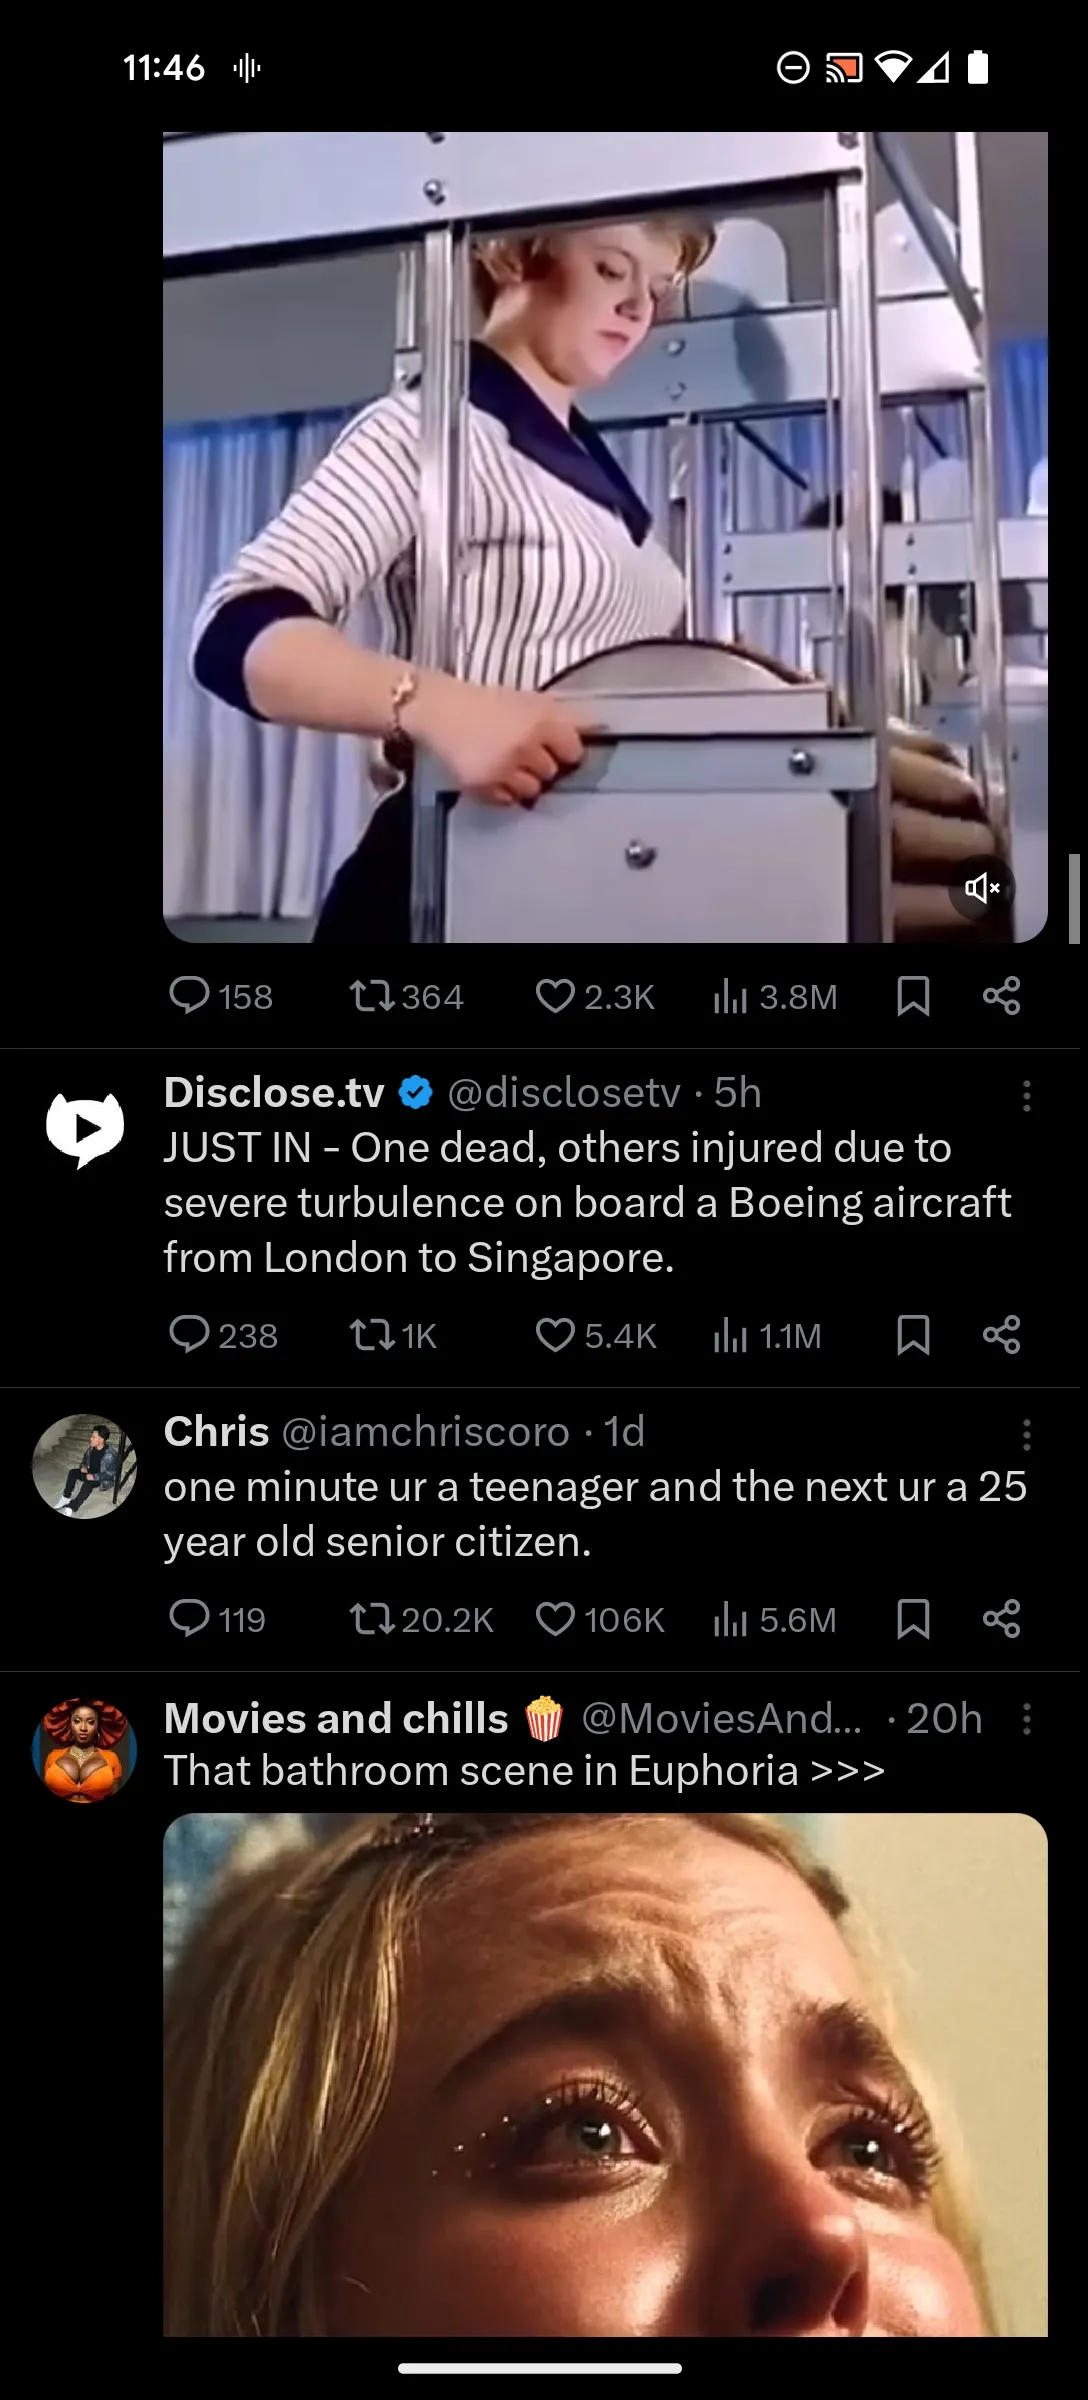 11:46
158 364 2.3K 3.8M
Disclose.tv @disclosetv · 5h
JUST IN - One dead, others injured due to
severe turbulence on board a Boeing aircraft
from London to Singapore.
238 1K 5.4K 1.1M
Chris @iamchriscoro · 1d
one minute ur a teenager and the next ur a 25
year old senior citizen.
119 20.2K 106K 5.6M
Movies and chills 🍿 @MoviesAnd... · 20h
That bathroom scene in Euphoria >>>